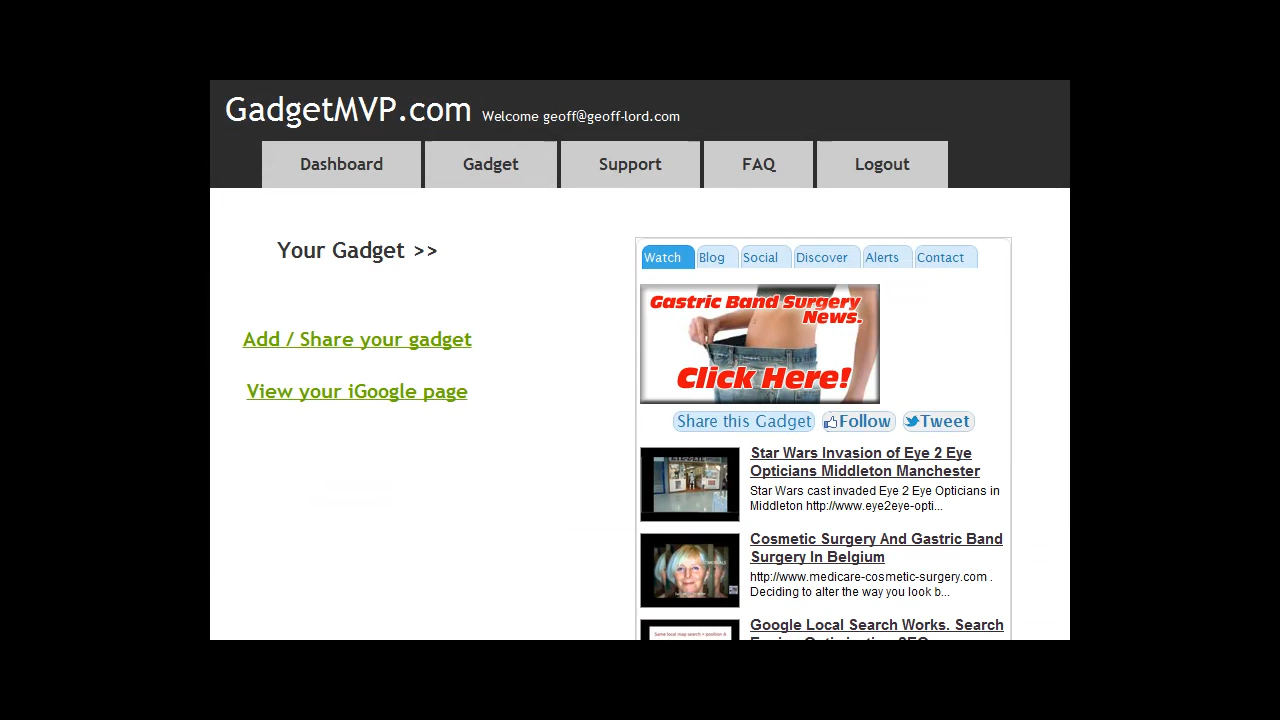 GadgetMVP.com Welcome geoff@geoff-lord.com
Dashboard Gadget Support FAQ Logout
Your Gadget >>
Add / Share your gadget
View your iGoogle page
Watch Blog Social Discover Alerts Contact
Gastric Band Surgery
News.
Click Here!
Share this Gadget Follow Tweet
Star Wars Invasion of Eye 2 Eye
Opticians Middleton Manchester
Star Wars cast invaded Eye 2 Eye Opticians in
Middleton http://www.eye2eye-opti...
Cosmetic Surgery And Gastric Band
Surgery In Belgium
http://www.medicare-cosmetic-surgery.com .
Deciding to alter the way you look b...
Google Local Search Works. Search